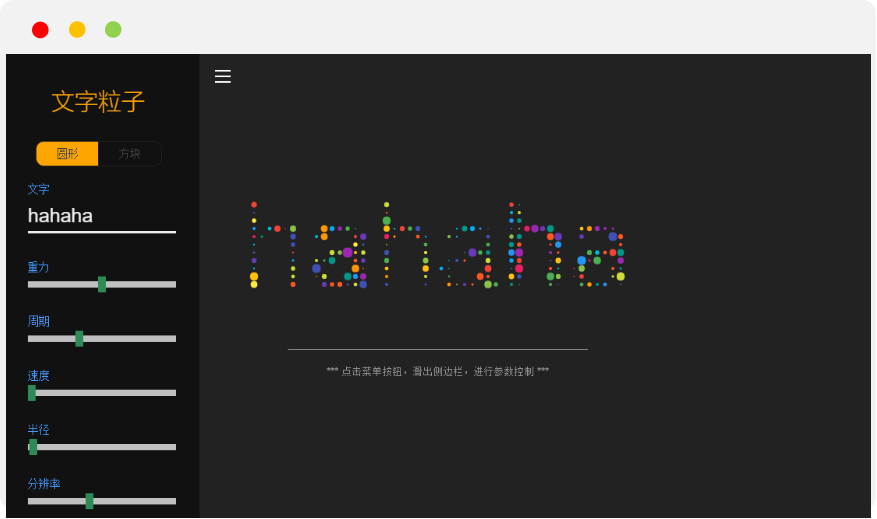 文字粒子
圆形 方块
文字
hahaha
重力
周期
速度
半径
分辨率
hahaha
*** 点击菜单按钮，滑出侧边栏，进行参数控制 ***